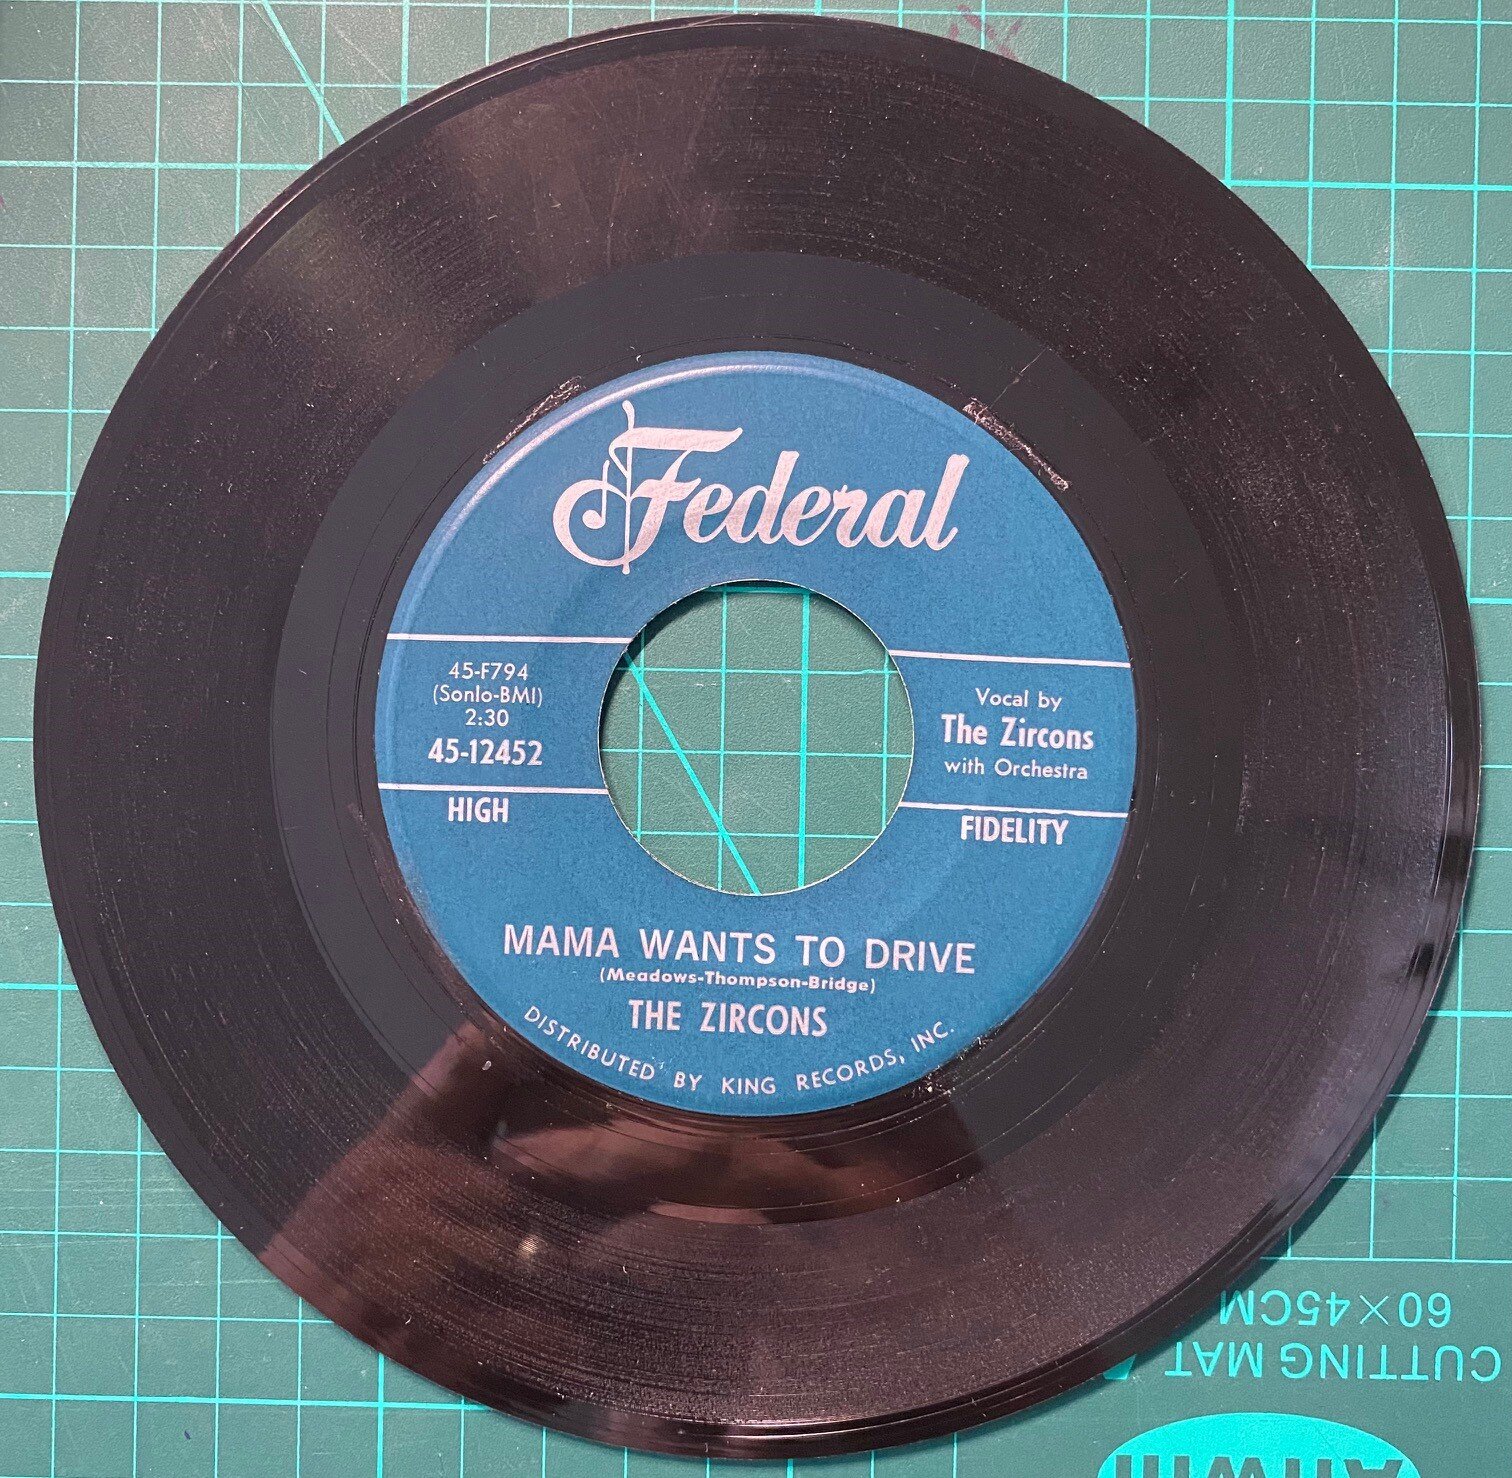 Federal
45-F794
(Sonlo-BMI)
2:30
45-12452
HIGH
Vocal by
The Zircons
with Orchestra
FIDELITY
MAMA WANTS TO DRIVE
(Meadows-Thompson-Bridge)
THE ZIRCONS
DISTRIBUTED BY KING RECORDS, INC.
60×45CM
CUTTING MAT